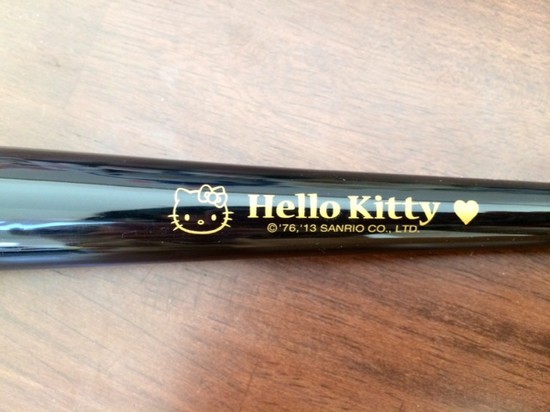 Hello Kitty
©'76,'13 SANRIO CO., LTD.